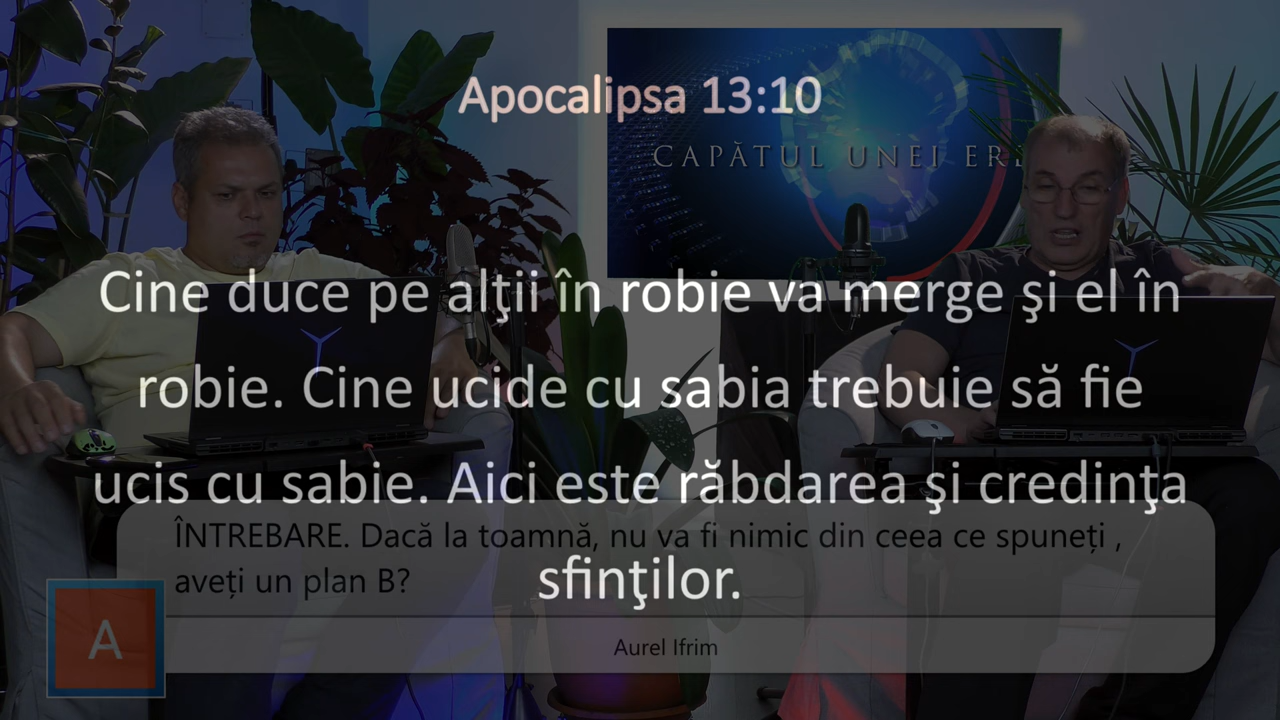 Apocalipsa 13:10
CAPĂTUL UNEI ERE
Cine duce pe alţii în robie va merge şi el în
robie. Cine ucide cu sabia trebuie să fie
ucis cu sabie. Aici este răbdarea şi credinţa
sfinţilor.
ÎNTREBARE. Dacă la toamnă, nu va fi nimic din ceea ce spuneți ,
aveți un plan B?
A
Aurel Ifrim